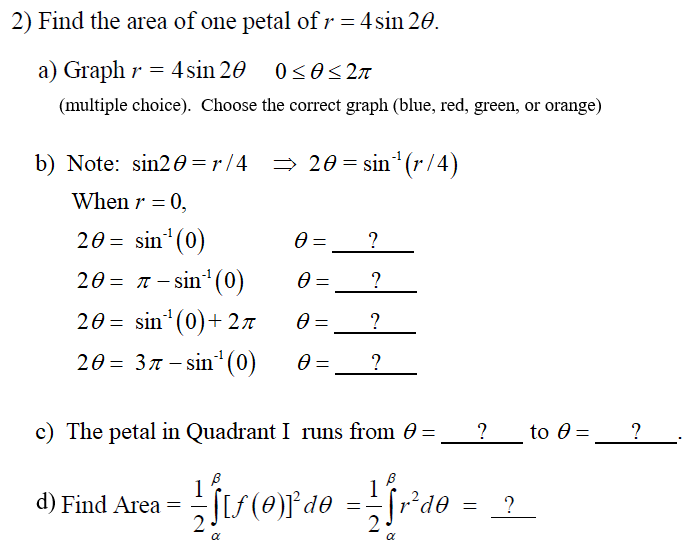 2) Find the area of one petal of r = 4 sin 2θ.
a) Graph r = 4 sin 2θ 0 ≤ θ ≤ 2π
(multiple choice). Choose the correct graph (blue, red, green, or orange)
b) Note: sin2θ = r/4 ⇒ 2θ = sin⁻¹(r/4)
When r = 0,
2θ = sin⁻¹(0) θ = ?
2θ = π − sin⁻¹(0) θ = ?
2θ = sin⁻¹(0)+ 2π θ = ?
2θ = 3π − sin⁻¹(0) θ = ?
c) The petal in Quadrant I runs from θ = ? to θ = ?.
d) Find Area = 1/2 ∫_α^β [f(θ)]² dθ = 1/2 ∫_α^β r² dθ = ?